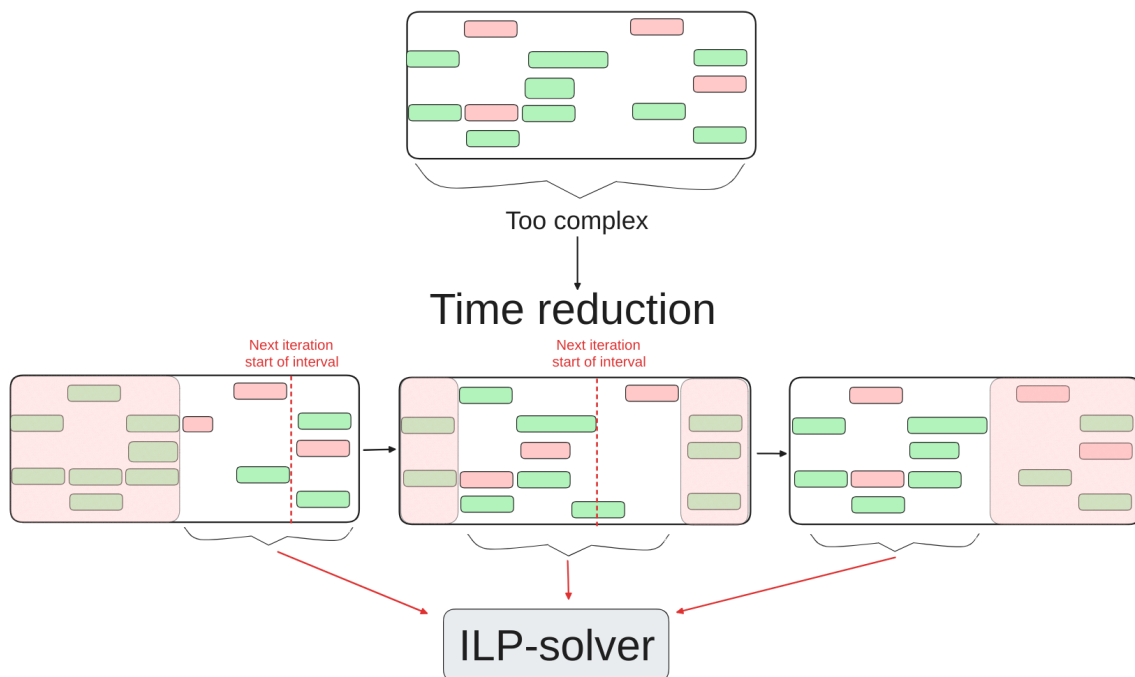 Too complex
Time reduction
Next iteration
start of interval
Next iteration
start of interval
ILP-solver